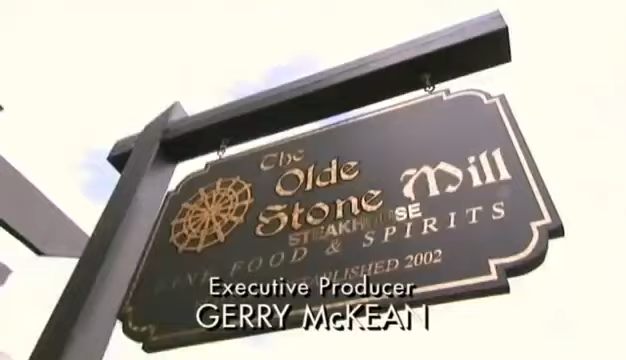 The
Olde
Stone Mill
STEAKHOUSE
FINE FOOD & SPIRITS
ESTABLISHED 2002
Executive Producer
GERRY McKEAN